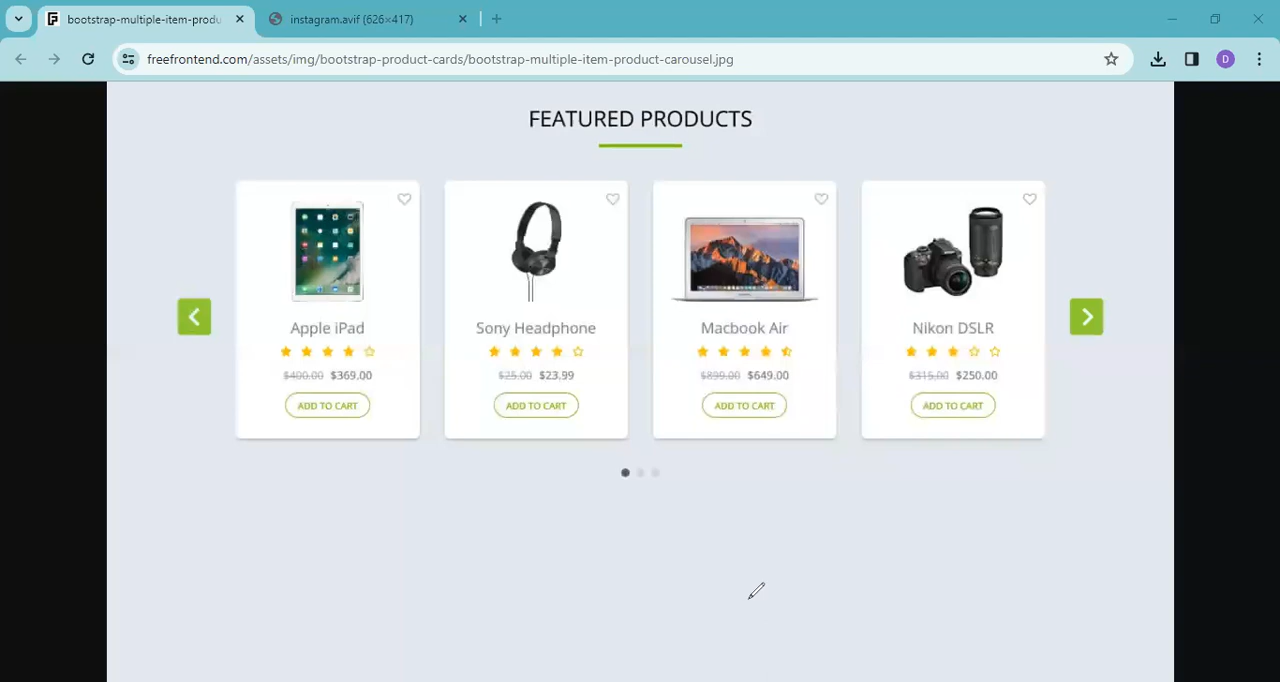 bootstrap-multiple-item-produ
instagram.avif (626×417)
freefrontend.com/assets/img/bootstrap-product-cards/bootstrap-multiple-item-product-carousel.jpg
D
FEATURED PRODUCTS
Apple iPad
$400.00 $369.00
ADD TO CART
Sony Headphone
$25.00 $23.99
ADD TO CART
Macbook Air
$899.00 $649.00
ADD TO CART
Nikon DSLR
$315.00 $250.00
ADD TO CART